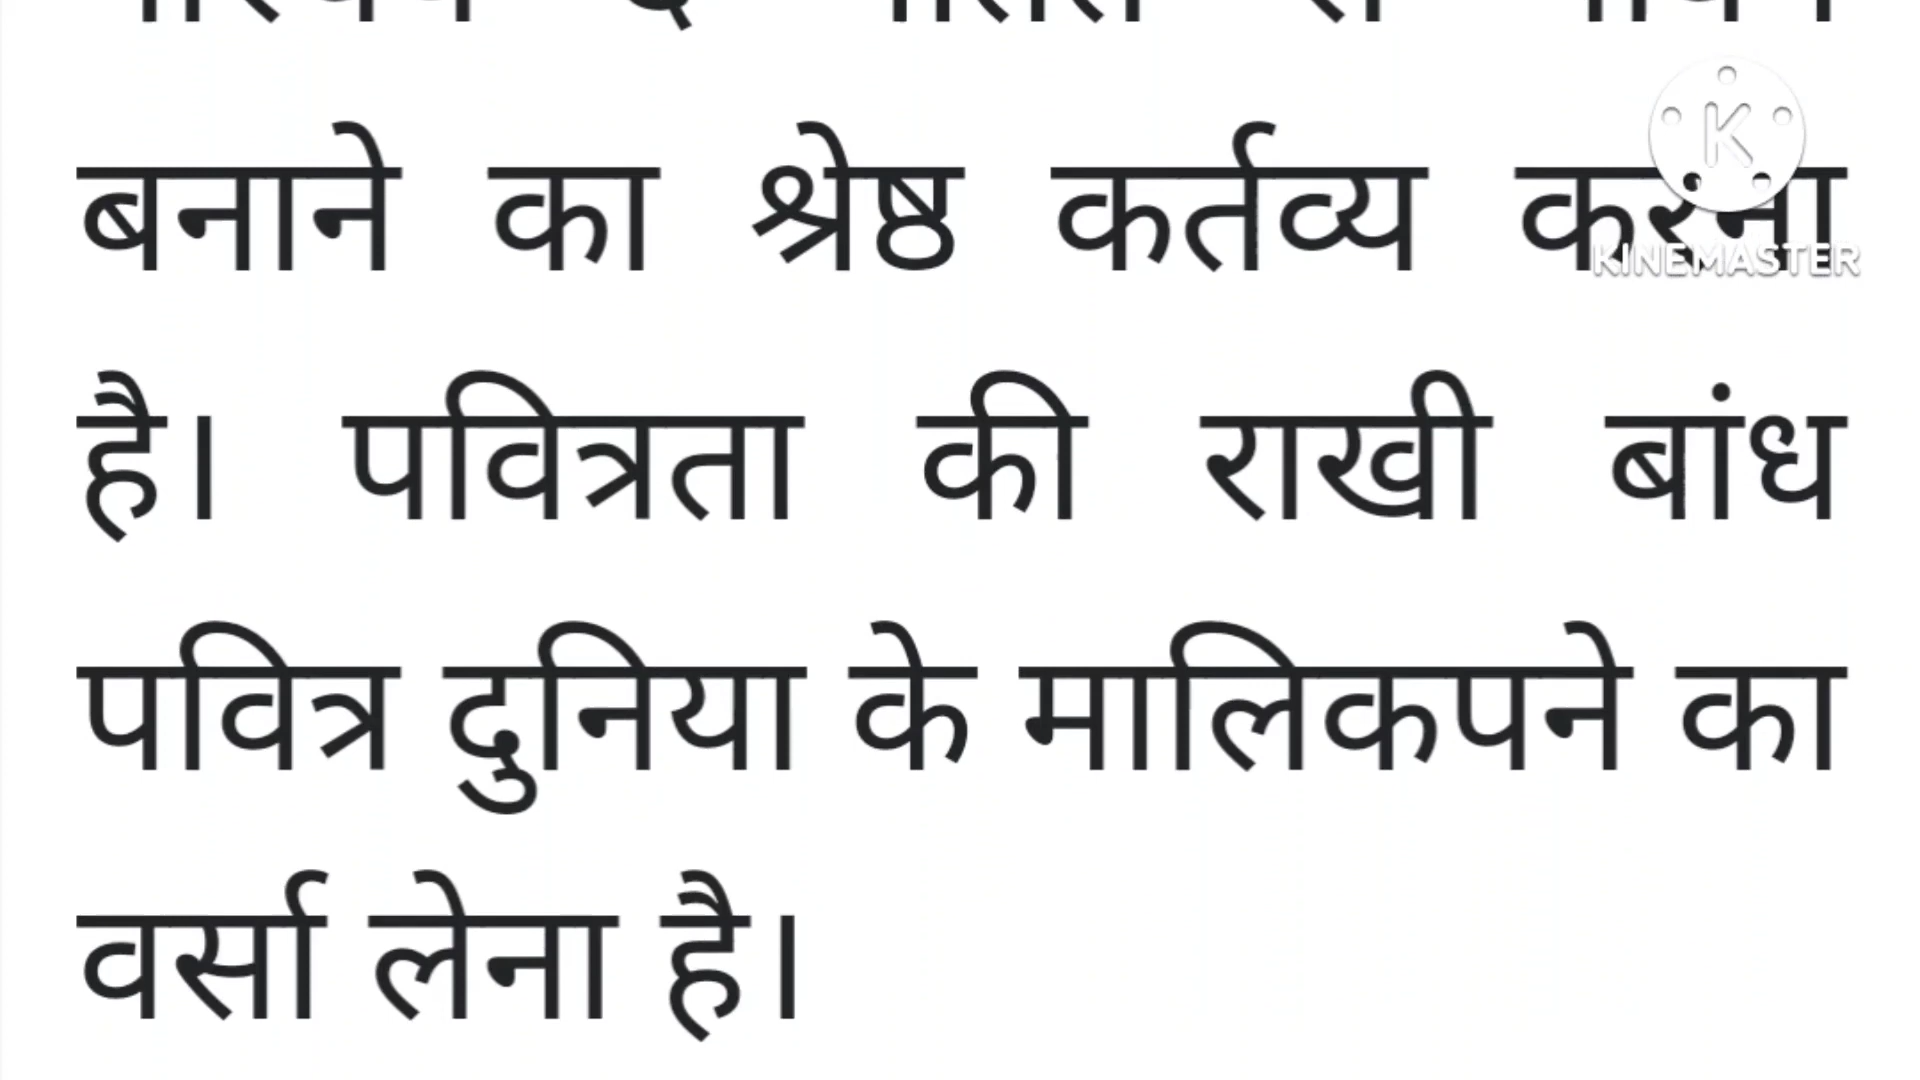 बनाने का श्रेष्ठ कर्तव्य करना
KINEMASTER
है। पवित्रता की राखी बांध
पवित्र दुनिया के मालिकपने का
वर्सा लेना है।